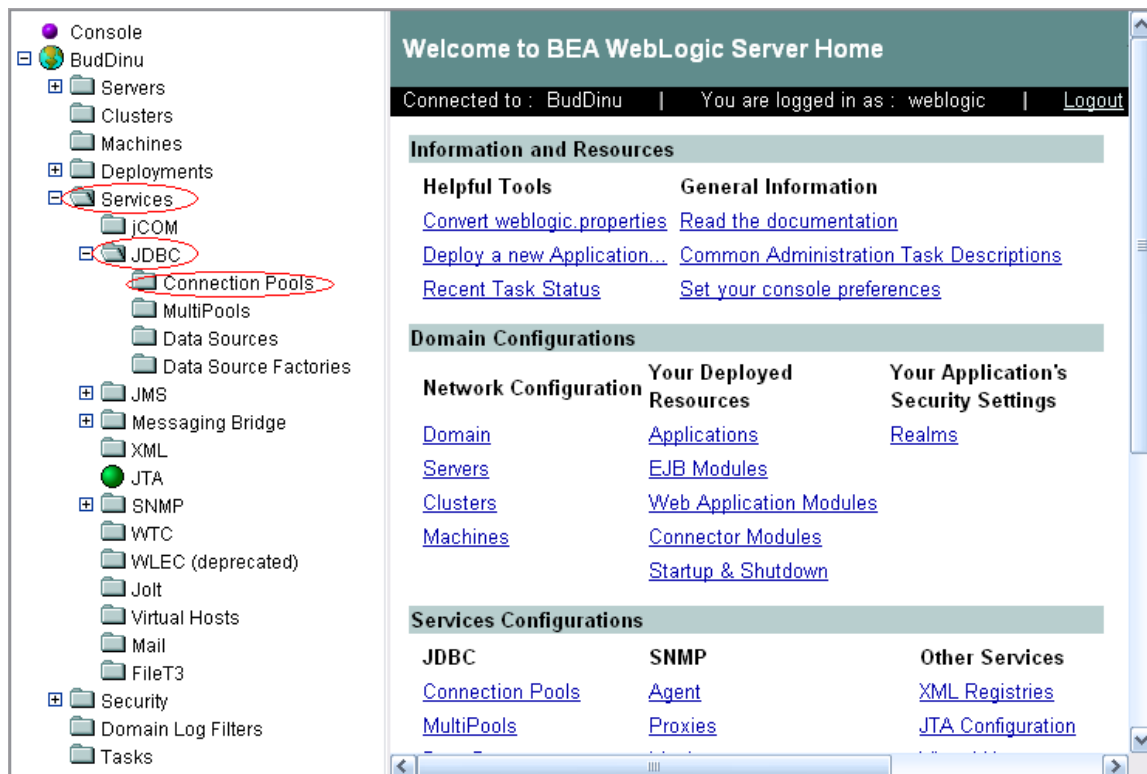 Console
BudDinu
Servers
Clusters
Machines
Deployments
Services
jCOM
JDBC
Connection Pools
MultiPools
Data Sources
Data Source Factories
JMS
Messaging Bridge
XML
JTA
SNMP
WTC
WLEC (deprecated)
Jolt
Virtual Hosts
Mail
FileT3
Security
Domain Log Filters
Tasks
Welcome to BEA WebLogic Server Home
Connected to : BudDinu | You are logged in as : weblogic | Logout
Information and Resources
Helpful Tools General Information
Convert weblogic.properties Read the documentation
Deploy a new Application... Common Administration Task Descriptions
Recent Task Status Set your console preferences
Domain Configurations
Network Configuration Your Deployed Resources Your Application's Security Settings
Domain Applications Realms
Servers EJB Modules
Clusters Web Application Modules
Machines Connector Modules
Startup & Shutdown
Services Configurations
JDBC SNMP Other Services
Connection Pools Agent XML Registries
MultiPools Proxies JTA Configuration